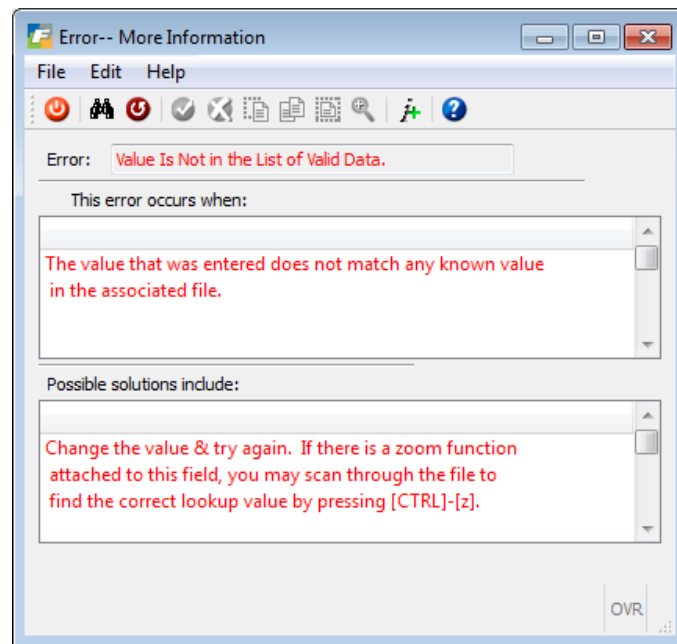 Error-- More Information
File Edit Help
Error: Value Is Not in the List of Valid Data.
This error occurs when:
The value that was entered does not match any known value
in the associated file.
Possible solutions include:
Change the value & try again. If there is a zoom function
attached to this field, you may scan through the file to
find the correct lookup value by pressing [CTRL]-[z].
OVR